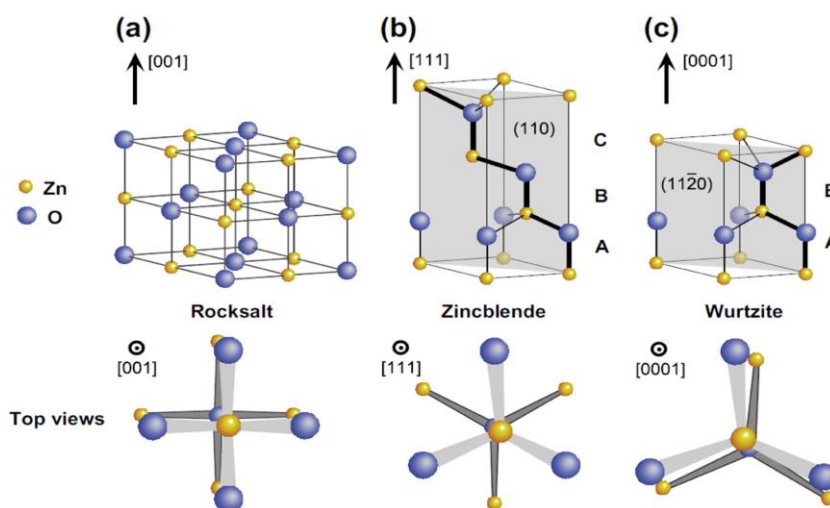 (a)
(b)
(c)
[001]
[111]
[0001]
(110)
C
(112̄0)
Zn
B
O
A
Rocksalt
Zincblende
Wurtzite
[001]
[111]
[0001]
Top views